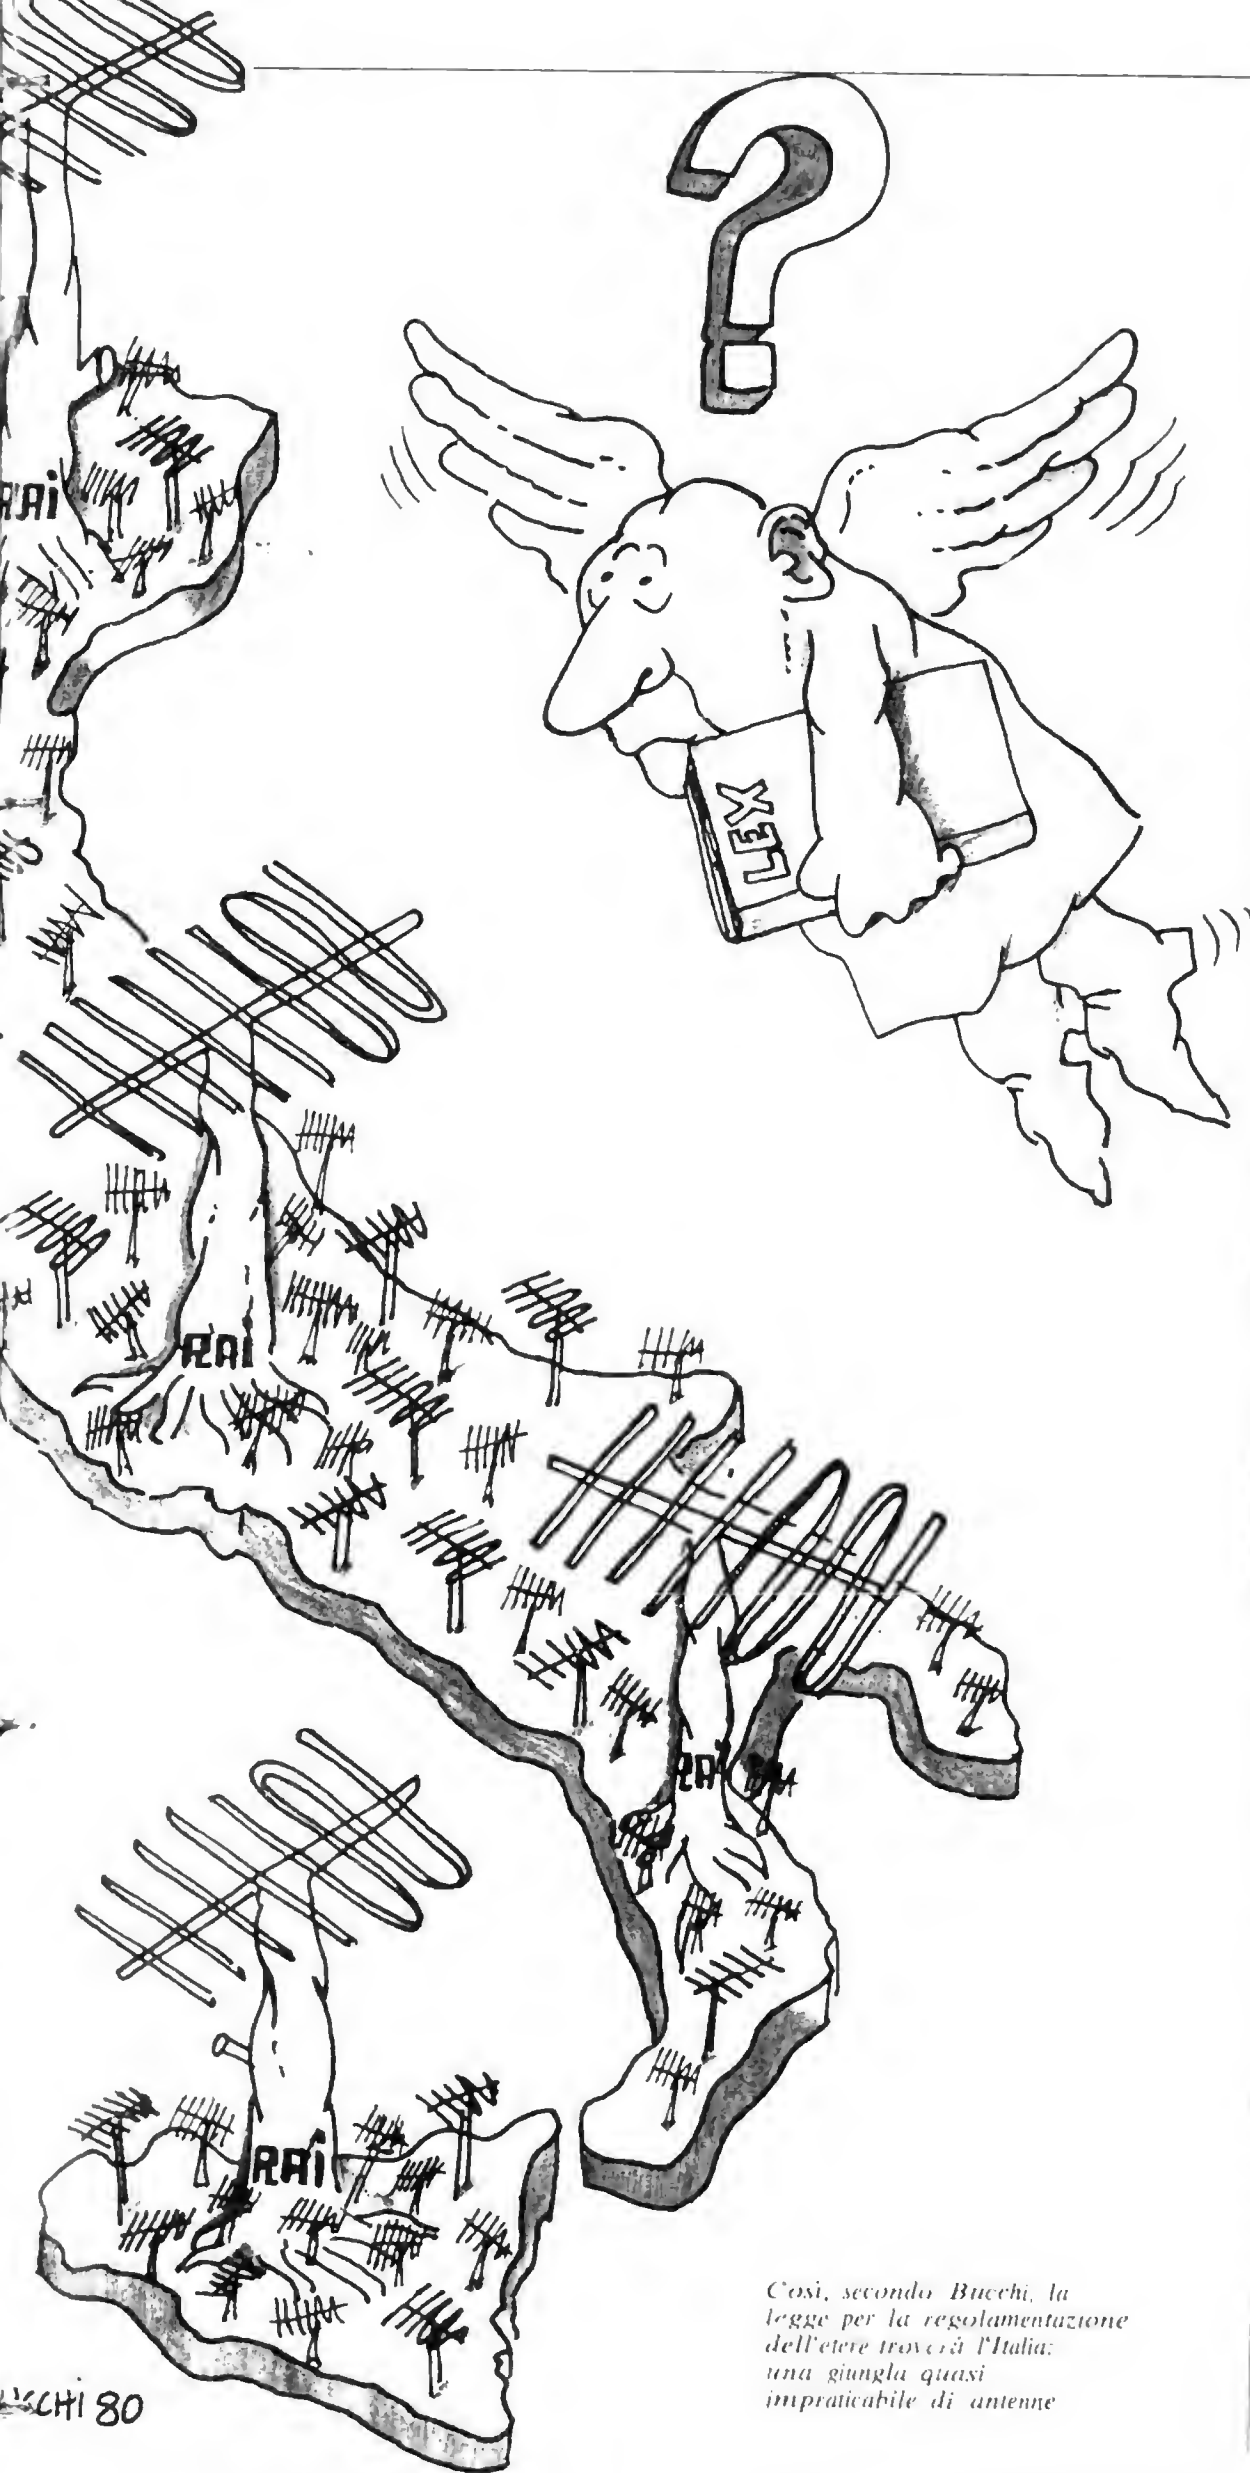 RAi
LEX
RAi
RAi
RAi
CHi 80
Così, secondo Bucchi, la
legge per la regolamentazione
dell'etere troverà l'Italia:
una giungla quasi
impraticabile di antenne